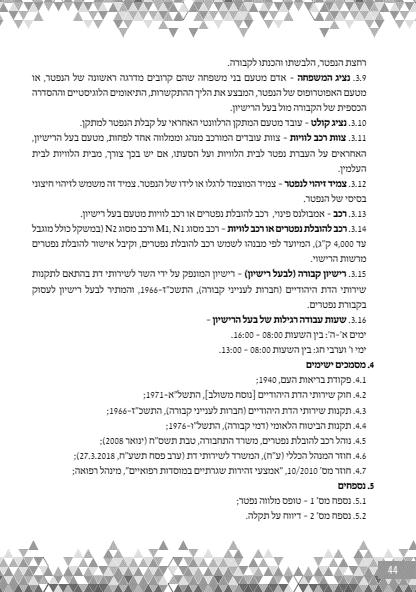 רחצת הנפטר, הלבשתו והכנתו לקבורה.
3.9. נציג המשפחה – אדם מטעם בני משפחה שהם קרובים מדרגה ראשונה של הנפטר, או
מטעם האפוטרופוס של הנפטר, המבצע את הליך ההתקשרות, התיאומים הלוגיסטיים וההסדרה
הכספית של הקבורה מול בעל הרישיון.
3.10. נציג קולט – עובד מטעם המתקן הרלוונטי האחראי על קבלת הנפטר למתקן.
3.11. צוות רכב לוויות – צוות עובדים המורכב מנהג וממלווה אחד לפחות, מטעם בעל הרישיון,
האחראים על העברת נפטר לבית הלוויות ועל הסעתו, אם יש בכך צורך, מבית הלוויות לבית
העלמין.
3.12. צמיד זיהוי לנפטר – צמיד המוצמד לרגלו או לידו של הנפטר. צמיד זה משמש לזיהוי חיצוני
בסיסי של הנפטר.
3.13. רכב – אמבולנס פינוי, רכב להובלת נפטרים או רכב לוויות מטעם בעל רישיון.
3.14. רכב להובלת נפטרים או רכב לוויות – רכב מסוג M1, N1 ורכב מסוג N2 (במשקל כולל מוגבל
עד 4,000 ק"ג), המיועד לפי מבנהו לשמש רכב להובלת נפטרים, וקיבל אישור להובלת נפטרים
מרשות הרישוי.
3.15. רישיון קבורה (לבעל רישיון) – רישיון המונפק על ידי השר לשירותי דת בהתאם לתקנות
שירותי הדת היהודיים (חברות לענייני קבורה), התשכ"ז-1966, והמתיר לבעל רישיון לעסוק
בקבורת נפטרים.
3.16. שעות עבודה רגילות של בעל הרישיון –
ימים א'-ה': בין השעות 08:00 – 16:00.
ימי ו' וערבי חג: בין השעות 08:00 – 13:00.
4. מסמכים ישימים
4.1. פקודת בריאות העם, 1940;
4.2. חוק שירותי הדת היהודיים [נוסח משולב], התשל"א-1971;
4.3. תקנות שירותי הדת היהודיים (חברות לענייני קבורה), התשכ"ז-1966;
4.4. תקנות הביטוח הלאומי (דמי קבורה), התשל"ו-1976;
4.5. נוהל רכב להובלת נפטרים, משרד התחבורה, טבת תשס"ח (ינואר 2008);
4.6. חוזר המנהל הכללי (ע"ח), המשרד לשירותי דת (ערב פסח תשע"ח, 27.3.2018);
4.7. חוזר מס' 10/2010, "אמצעי זהירות שגרתיים במוסדות רפואיים", מינהל רפואה;
5. נספחים
5.1. נספח מס' 1 – טופס מלווה נפטר;
5.2. נספח מס' 2 – דיווח על תקלה.
44